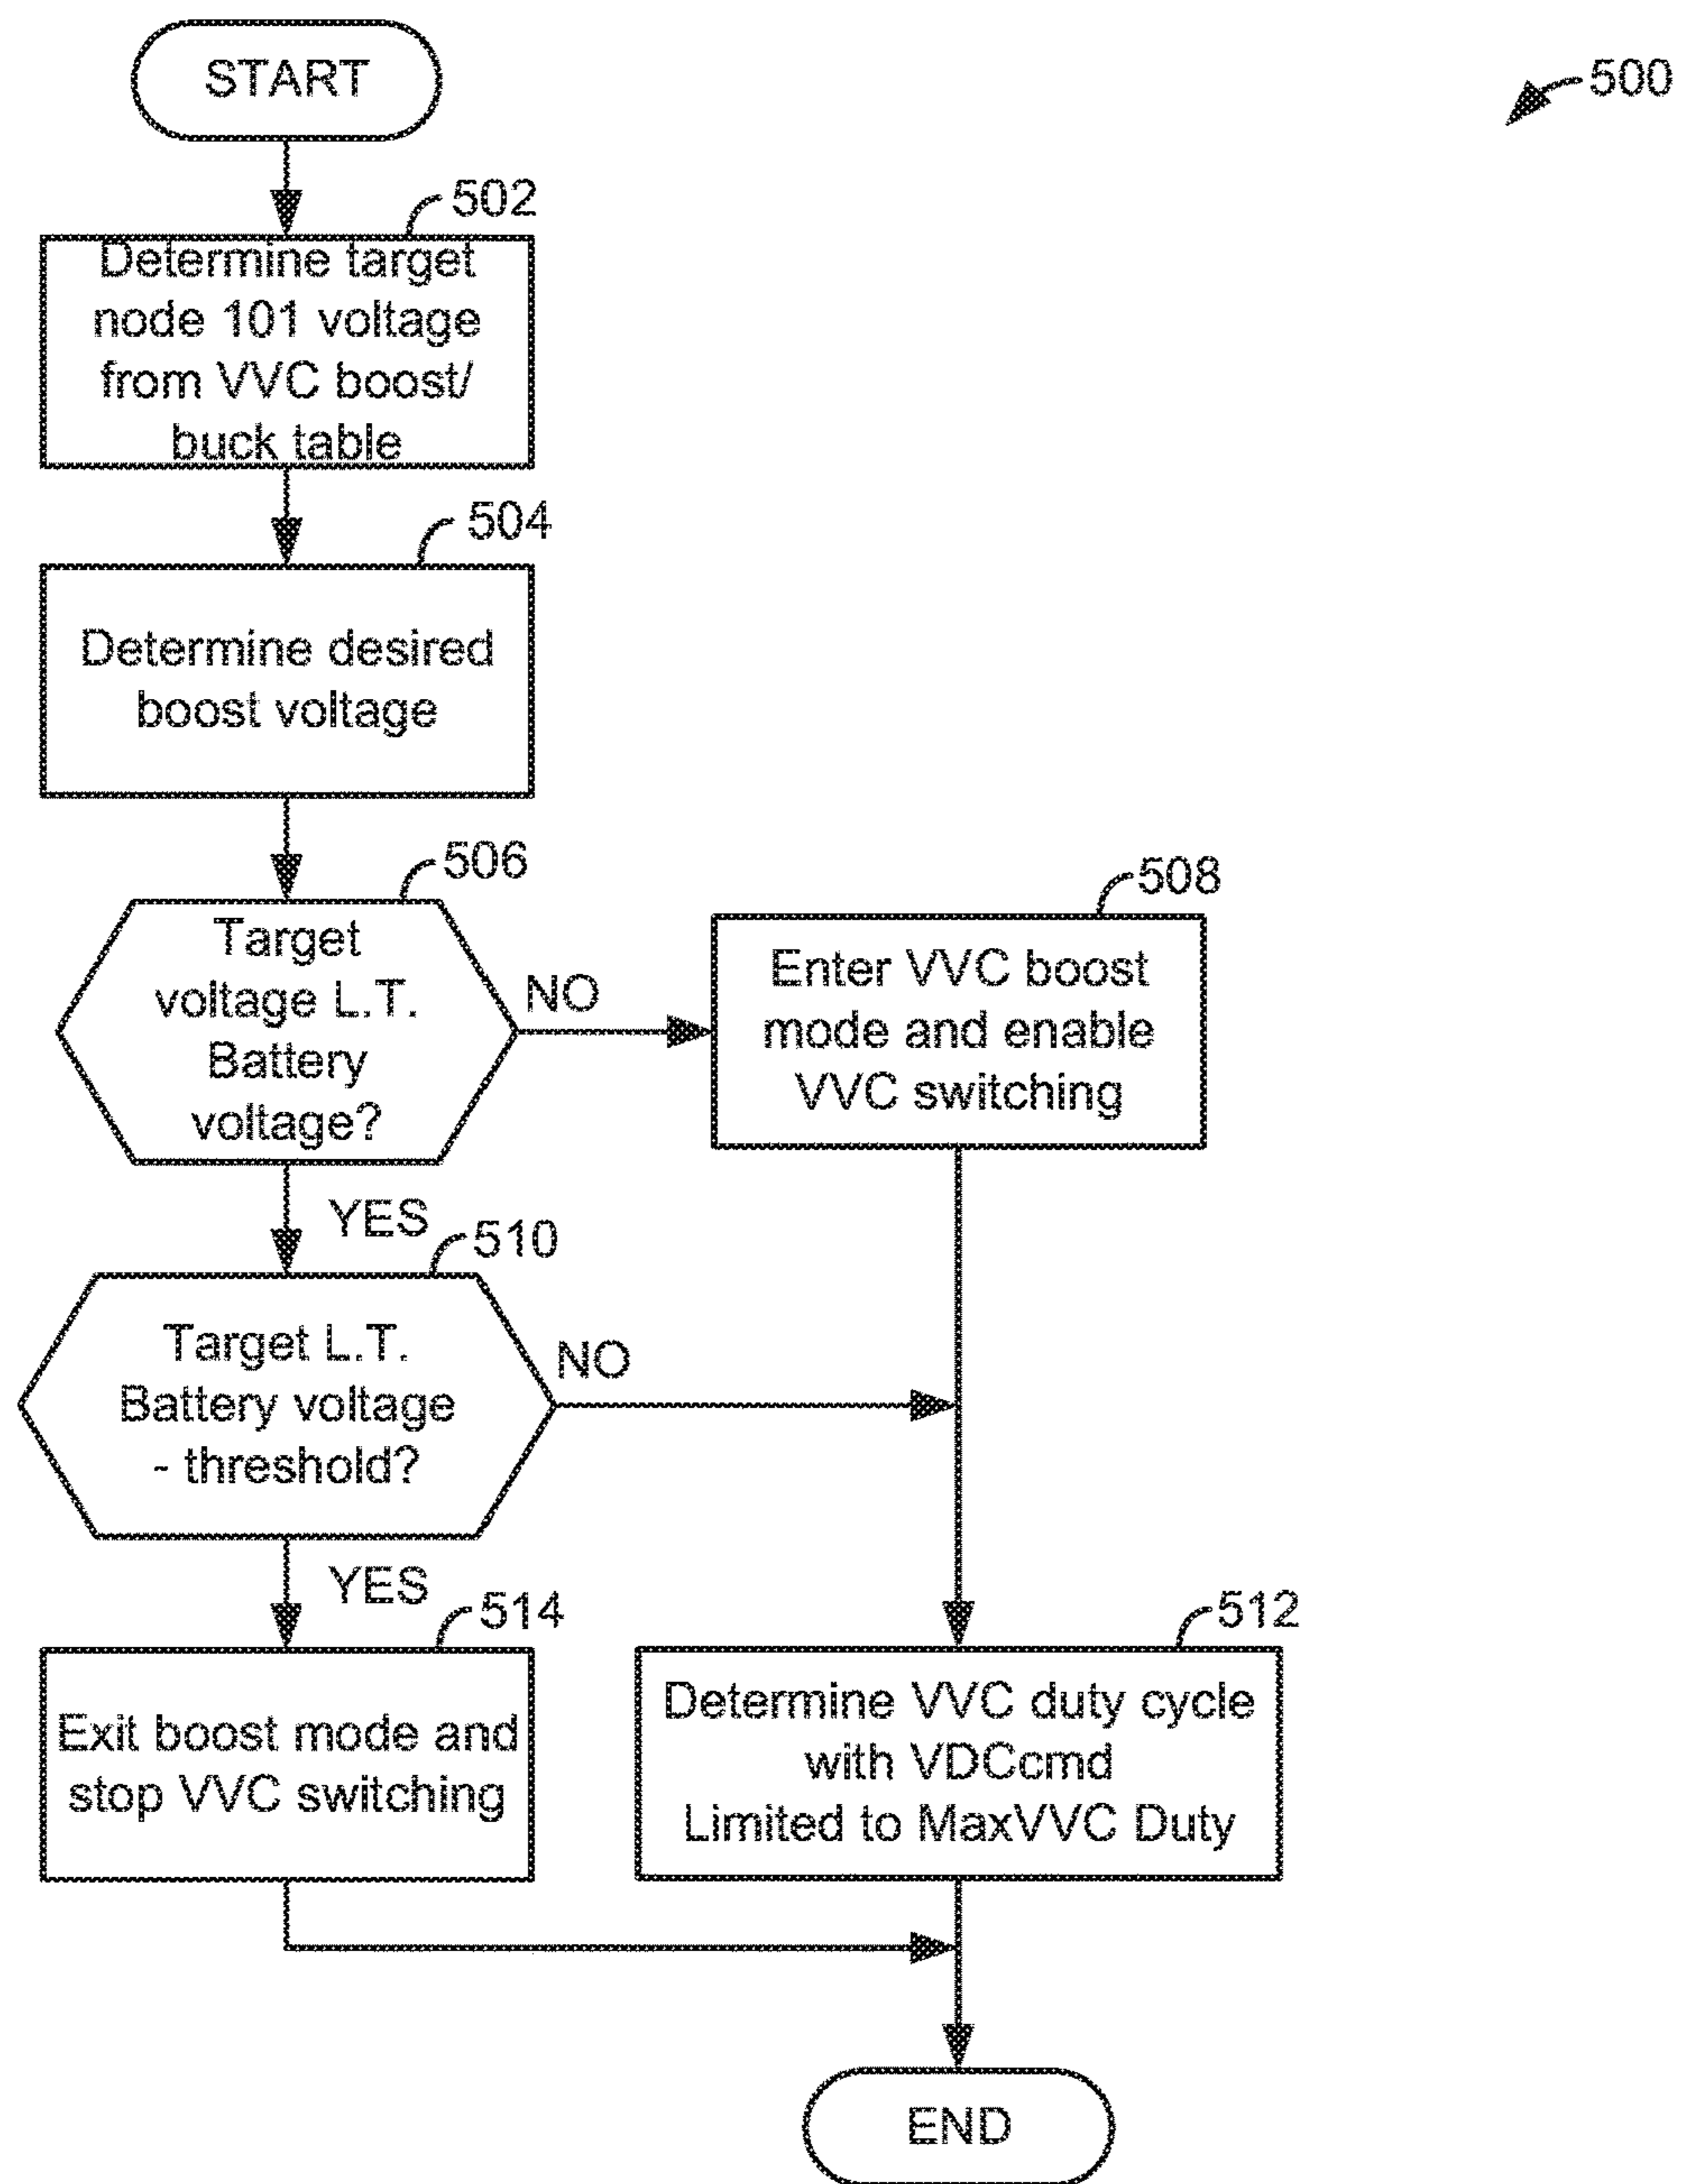 START
500
502
Determine target
node 101 voltage
from VVC boost/
buck table
504
Determine desired
boost voltage
506
Target
voltage L.T.
Battery
voltage?
NO
508
Enter VVC boost
mode and enable
VVC switching
YES
510
Target L.T.
Battery voltage
- threshold?
NO
YES
514
Exit boost mode and
stop VVC switching
512
Determine VVC duty cycle
with VDCcmd
Limited to MaxVVC Duty
END